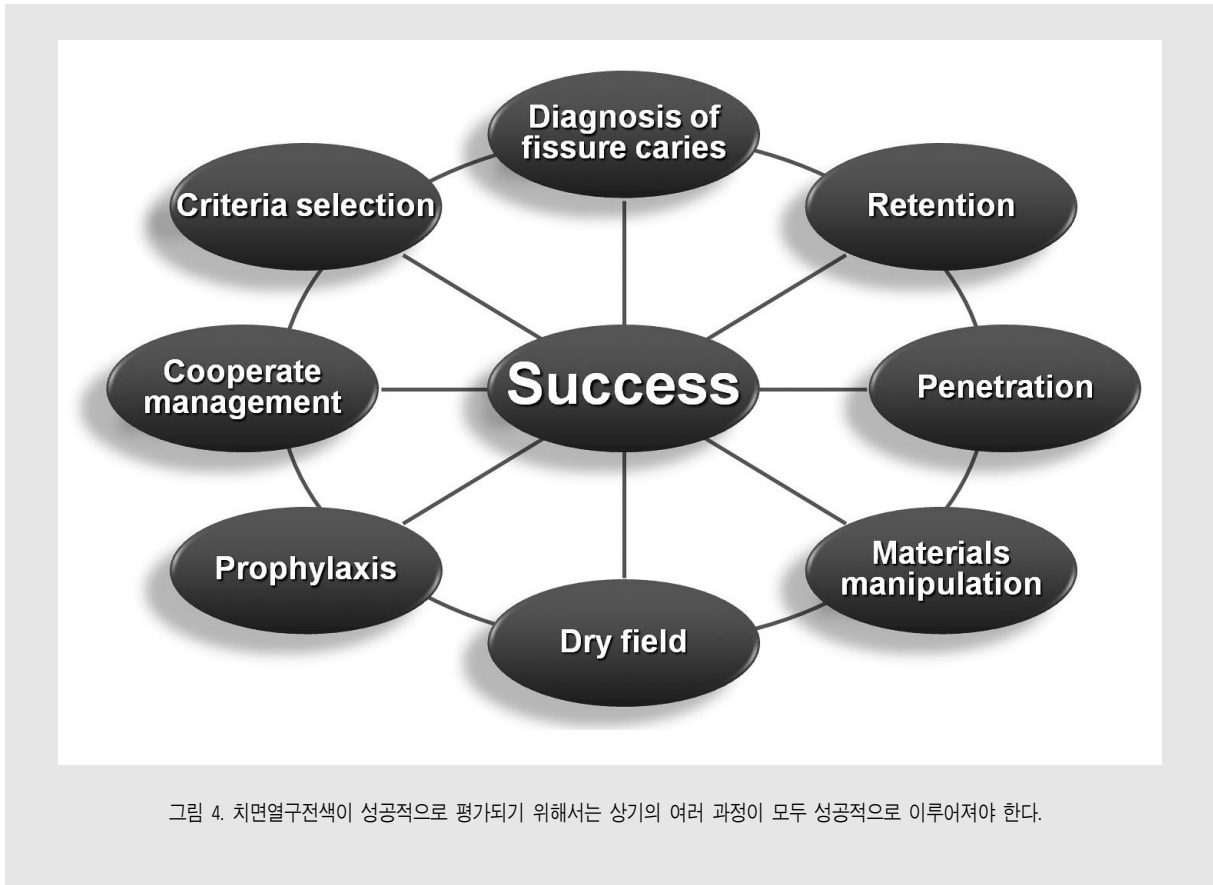 Diagnosis of
fissure caries
Criteria selection
Retention
Cooperate
management
Success
Penetration
Prophylaxis
Materials
manipulation
Dry field
그림 4. 치면열구전색이 성공적으로 평가되기 위해서는 상기의 여러 과정이 모두 성공적으로 이루어져야 한다.